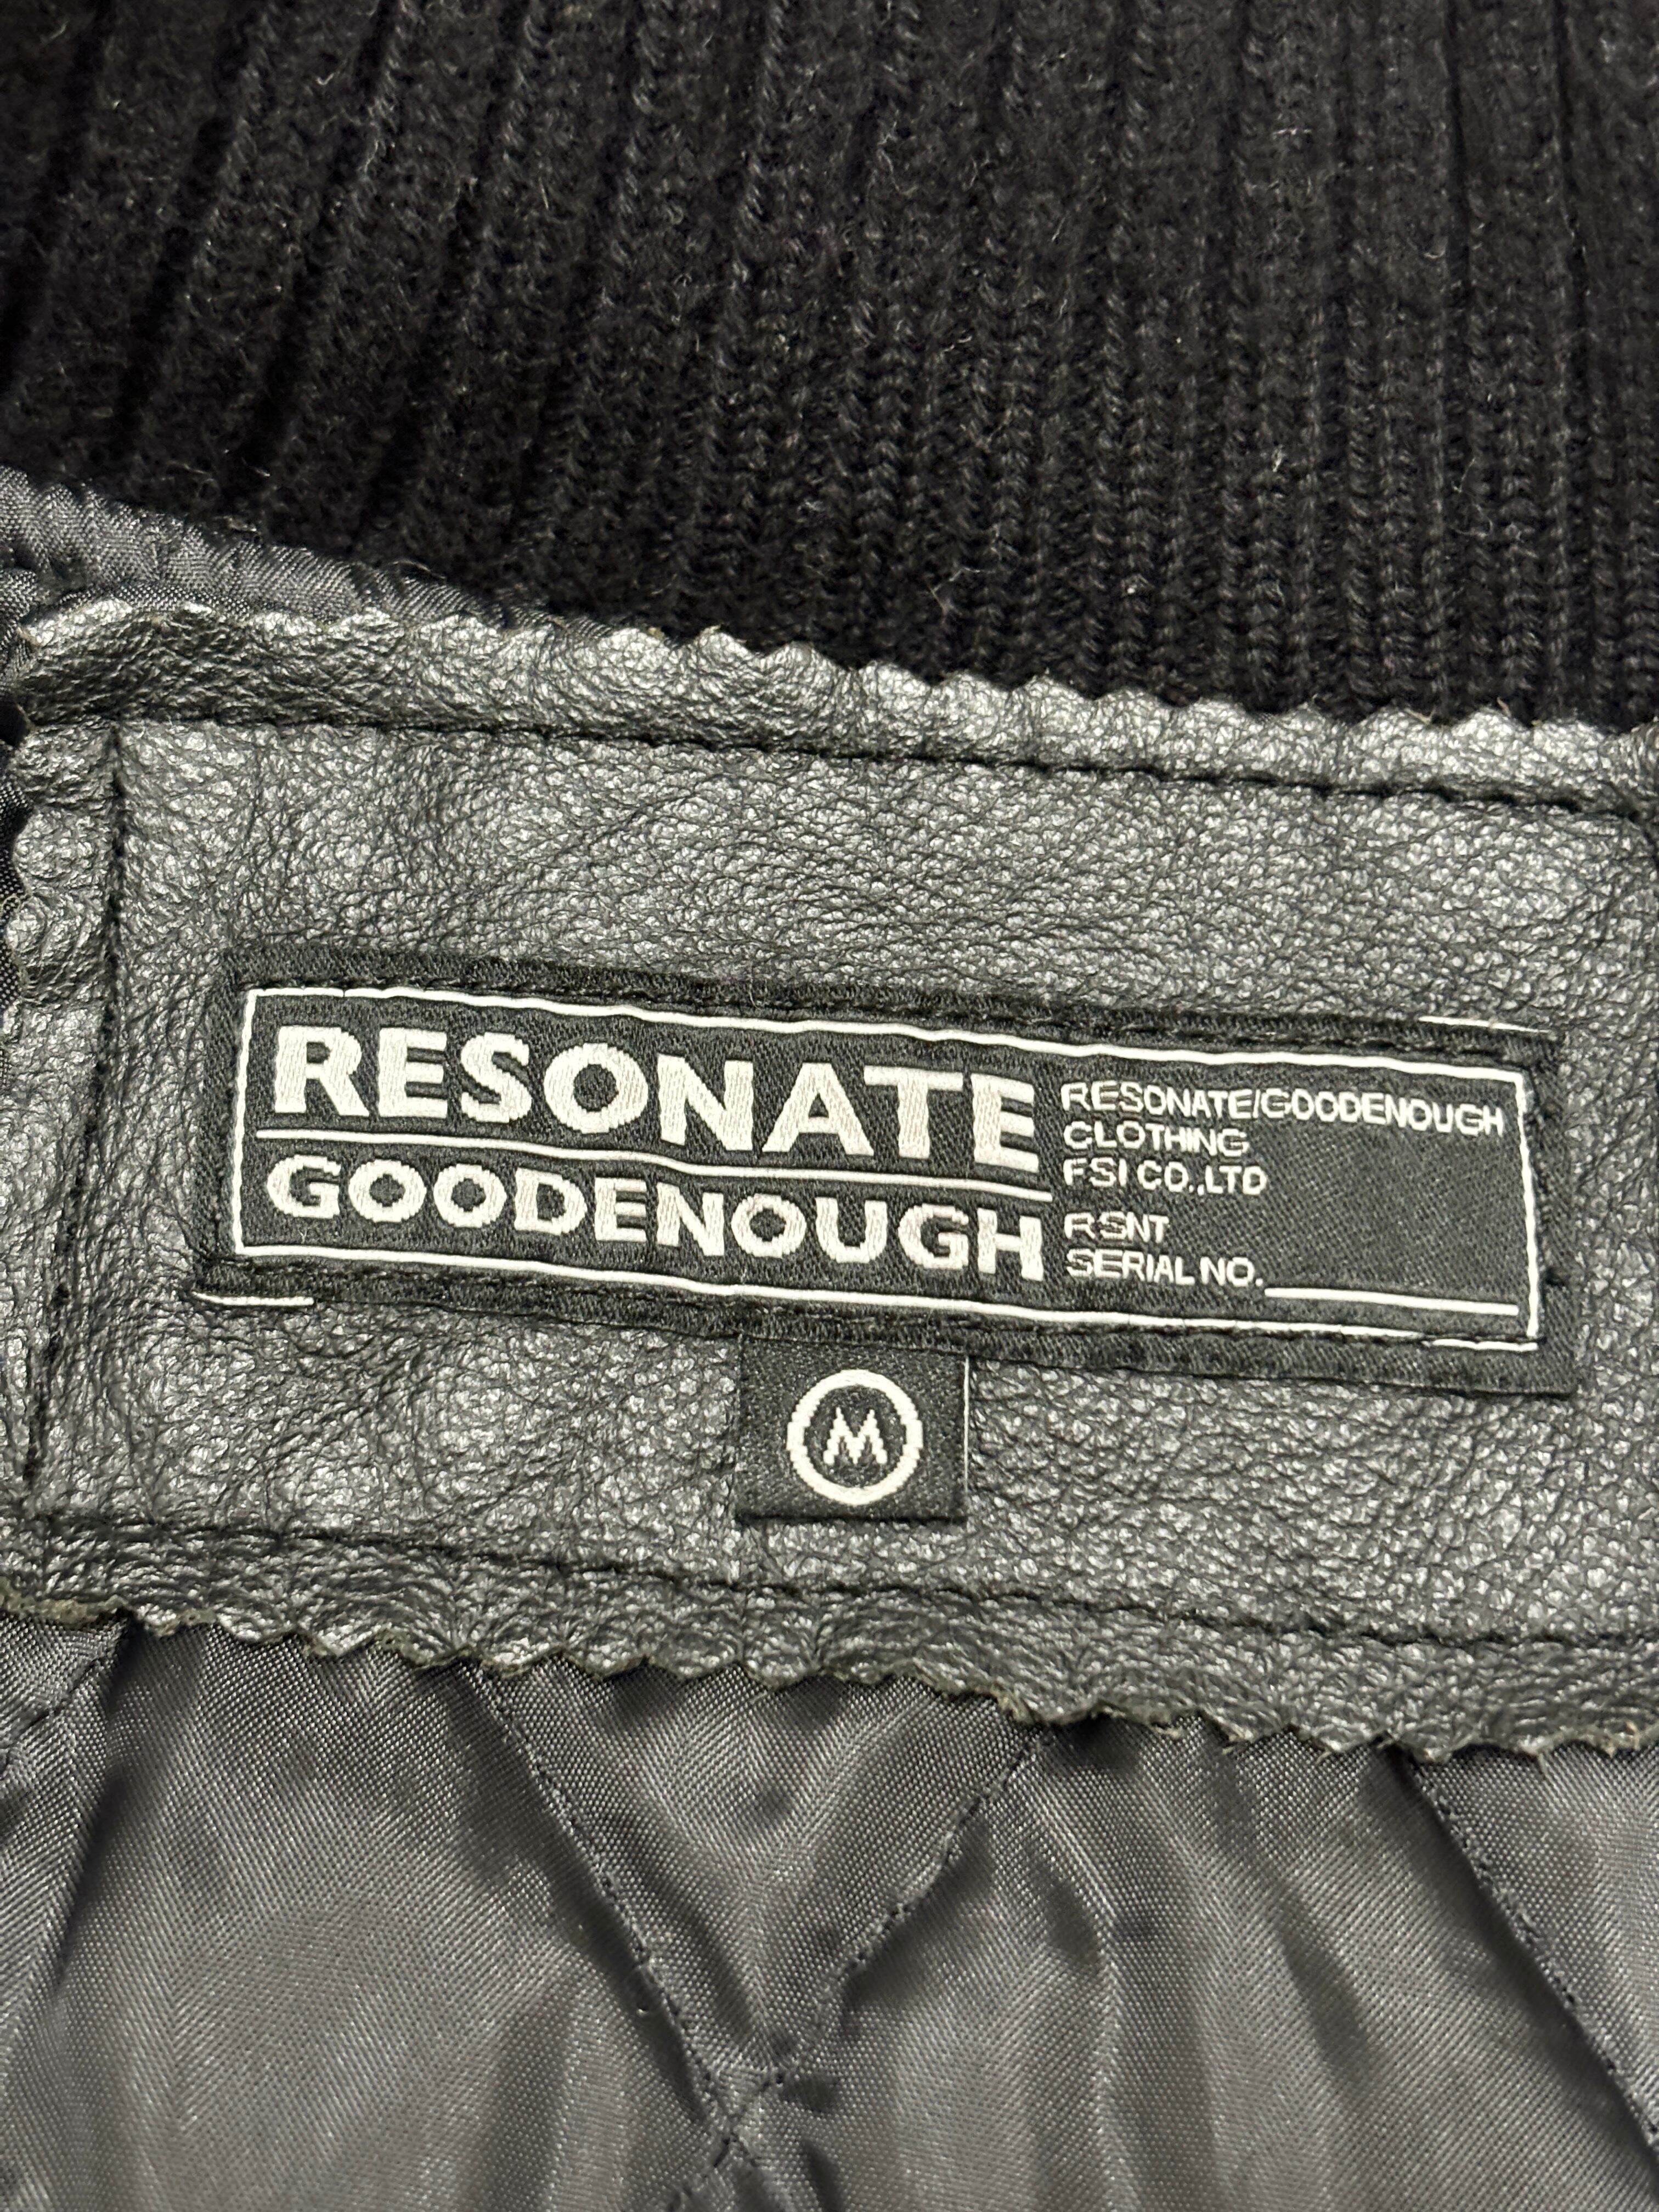 RESONATE
GOODENOUGH
RESONATE/GOODENOUGH
CLOTHING
FSI CO.,LTD
RSNT
SERIAL NO.
M